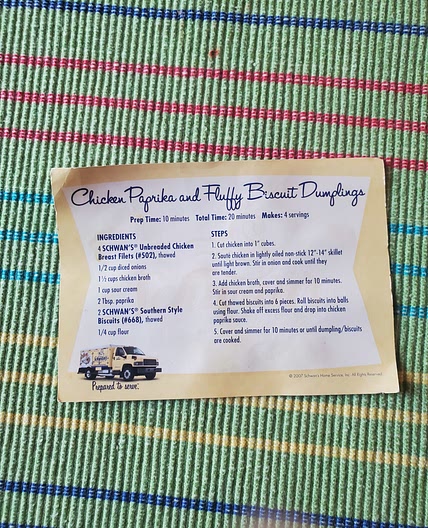 Chicken Paprika and Fluffy Biscuit Dumplings
Prep Time: 10 minutes Total Time: 20 minutes Makes: 4 servings
INGREDIENTS
4 SCHWAN'S® Unbreaded Chicken
Breast Filets (#502), thawed
1/2 cup diced onions
1½ cups chicken broth
1 cup sour cream
2 Tbsp. paprika
2 SCHWAN'S® Southern Style
Biscuits (#668), thawed
1/4 cup flour
STEPS
1. Cut chicken into 1" cubes.
2. Saute chicken in lightly oiled non-stick 12"-14" skillet
until light brown. Stir in onion and cook until they
are tender.
3. Add chicken broth, cover and simmer for 10 minutes.
Stir in sour cream and paprika.
4. Cut thawed biscuits into 6 pieces. Roll biscuits into balls
using flour. Shake off excess flour and drop into chicken
paprika sauce.
5. Cover and simmer for 10 minutes or until dumpling/biscuits
are cooked.
Prepared to serve.
© 2007 Schwan's Home Service, Inc. All Rights Reserved.